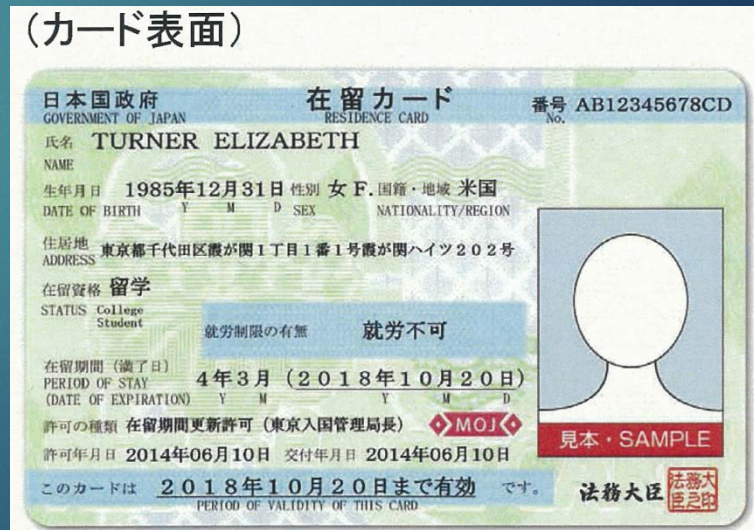 （カード表面）
日本国政府 在留カード 番号 AB12345678CD
GOVERNMENT OF JAPAN RESIDENCE CARD No.
氏名 TURNER ELIZABETH
NAME
生年月日 1985年12月31日 性別 女 F. 国籍・地域 米国
DATE OF BIRTH Y M D SEX NATIONALITY/REGION
住居地 東京都千代田区霞が関１丁目１番１号霞が関ハイツ２０２号
ADDRESS
在留資格 留学
STATUS College
Student
就労制限の有無 就労不可
在留期間（満了日）
PERIOD OF STAY
(DATE OF EXPIRATION)
4年3月（２０１８年１０月２０日）
Y M Y M D
許可の種類 在留期間更新許可（東京入国管理局長） MOJ
見本・SAMPLE
許可年月日 2014年06月10日 交付年月日 2014年06月10日
このカードは ２０１８年１０月２０日まで有効 です。
PERIOD OF VALIDITY OF THIS CARD
法務大臣 法務大臣之印